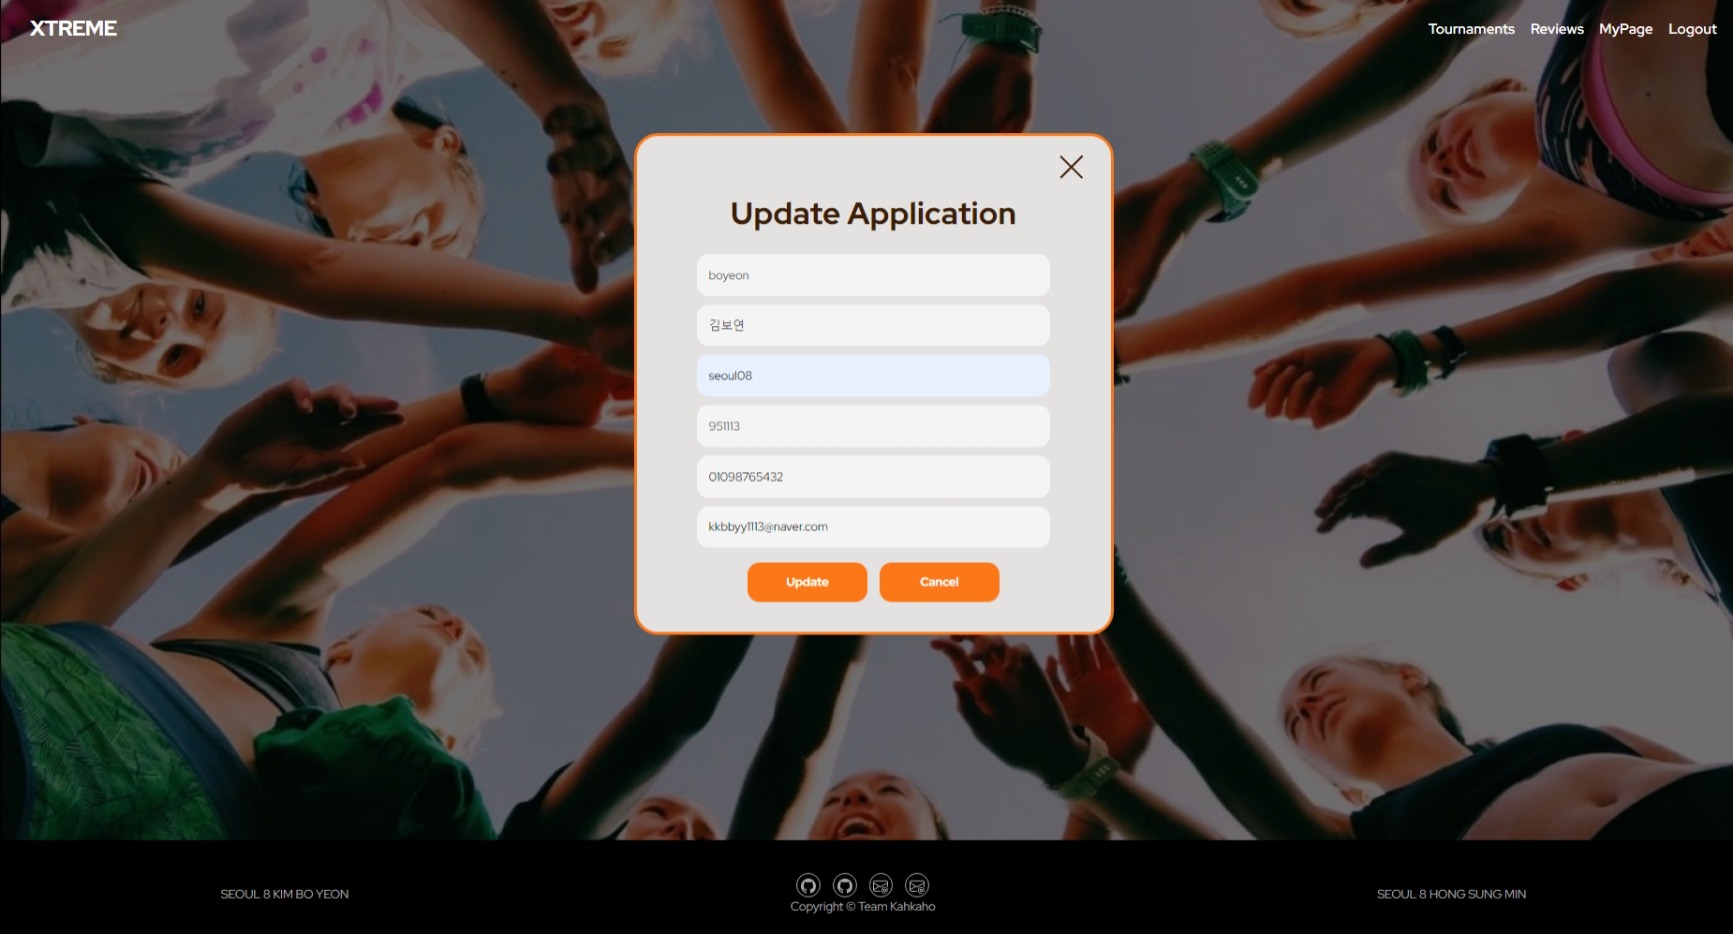 XTREME
Tournaments Reviews MyPage Logout
Update Application
boyeon
김보연
seoul08
951113
01098765432
kkbbyy1113@naver.com
Update Cancel
SEOUL 8 KIM BO YEON
Copyright © Team Kahkaho
SEOUL 8 HONG SUNG MIN